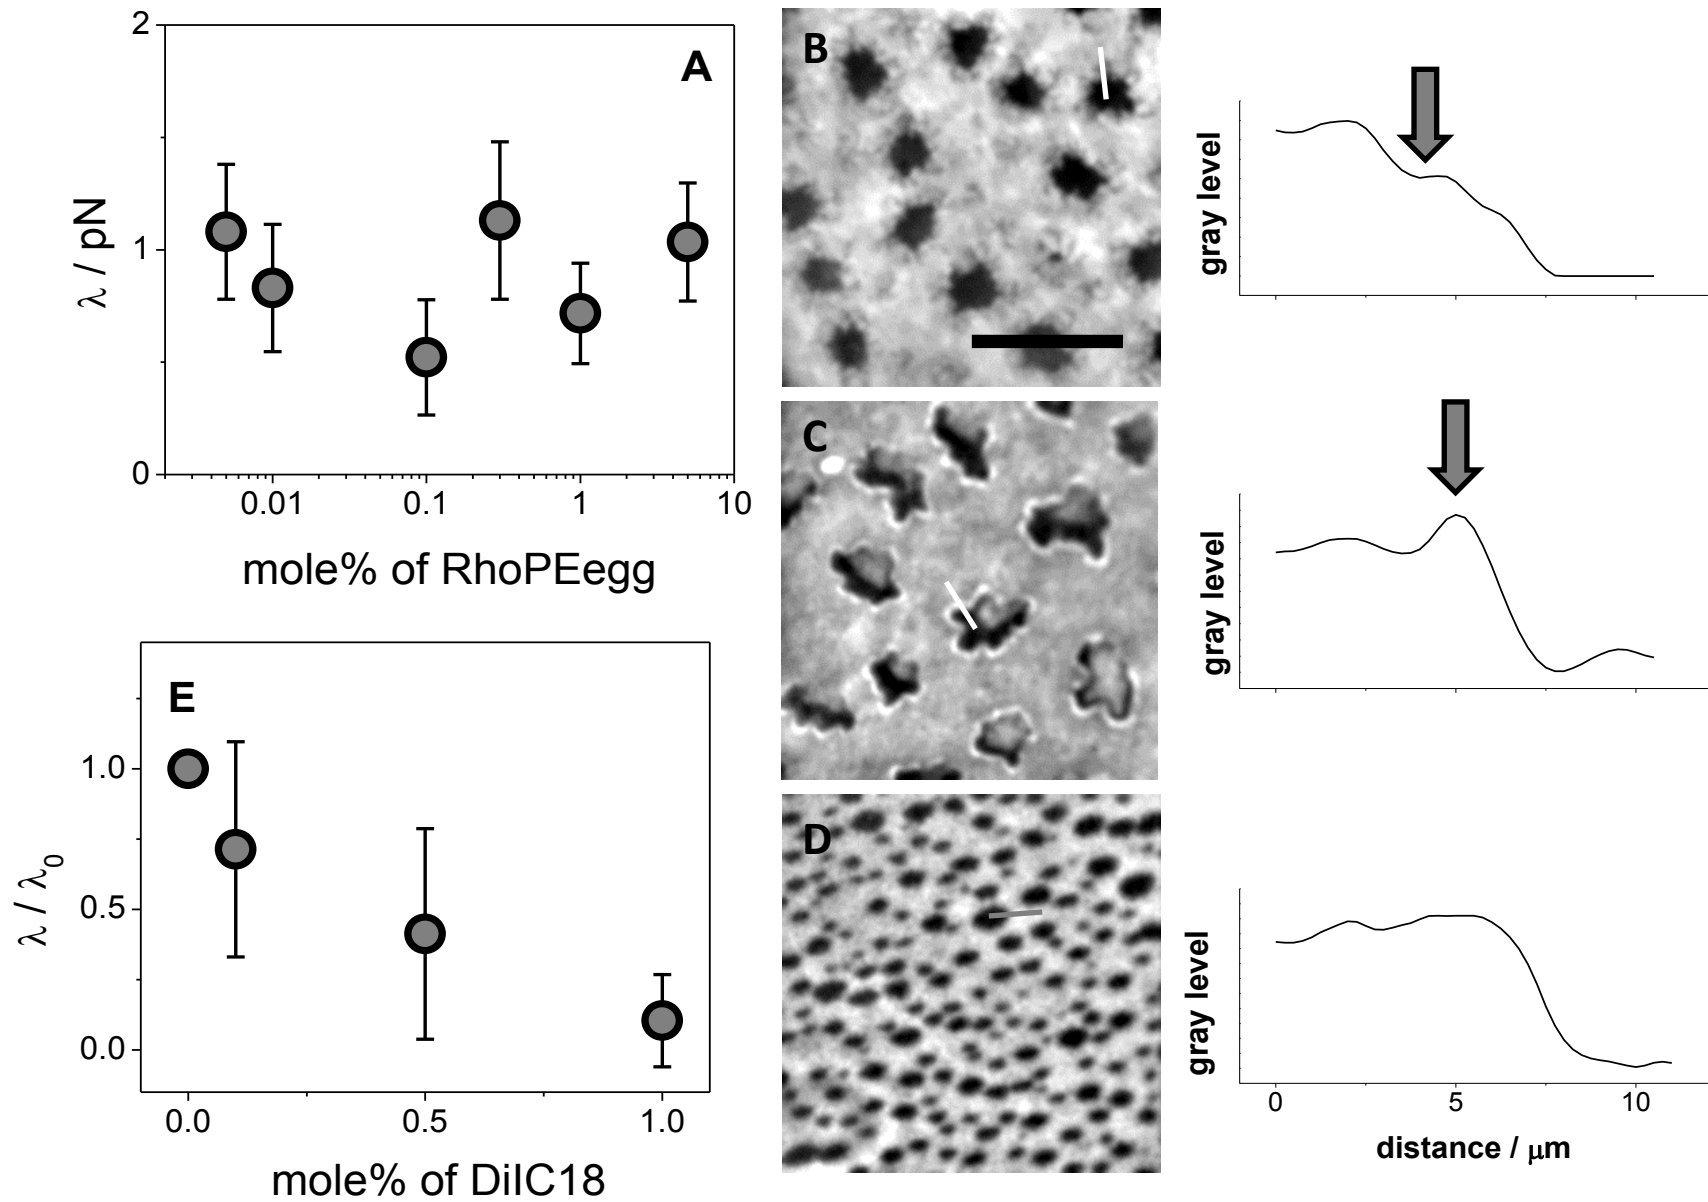 A
2
1
0
λ / pN
0.01 0.1 1 10
mole% of RhoPEegg
E
1.0
0.5
0.0
λ / λ0
0.0 0.5 1.0
mole% of DiIC18
B
gray level
C
gray level
D
gray level
0 5 10
distance / μm